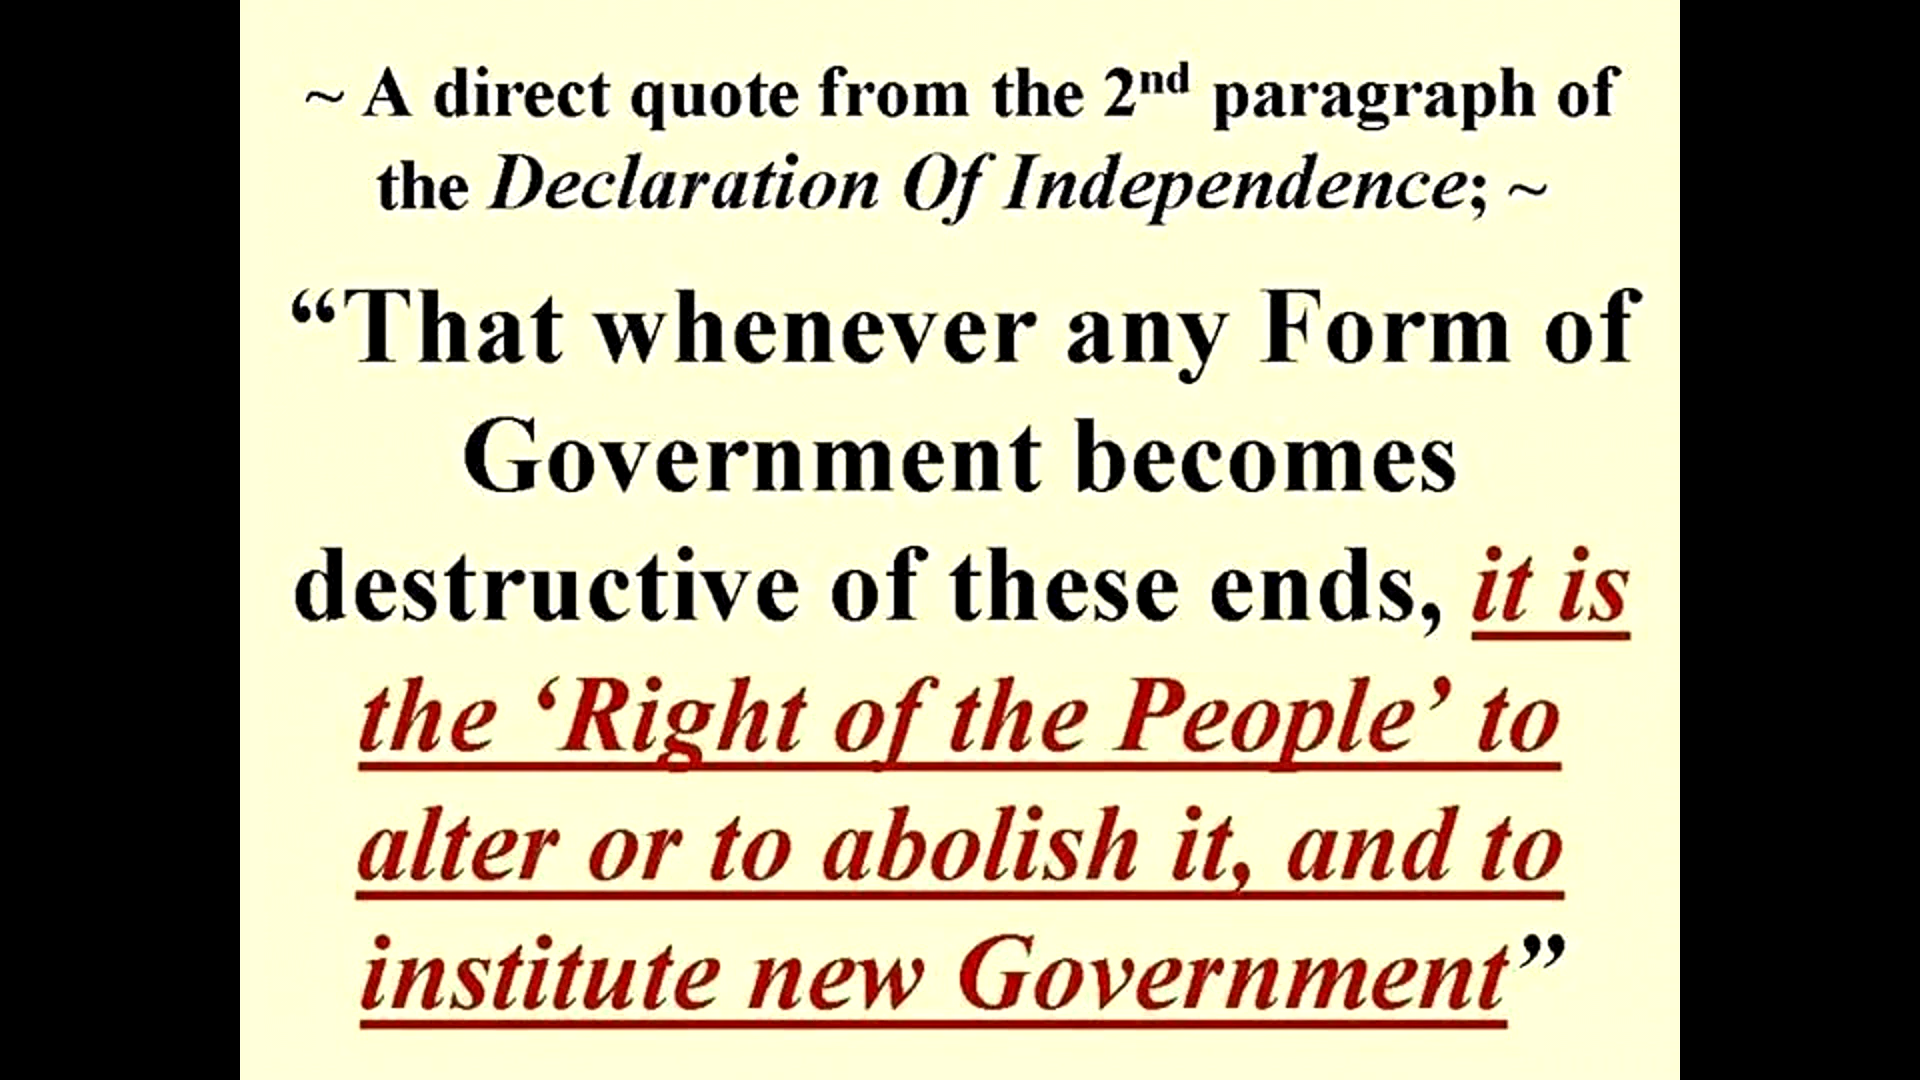 ~ A direct quote from the 2nd paragraph of
the Declaration Of Independence; ~
“That whenever any Form of
Government becomes
destructive of these ends, it is
the ‘Right of the People’ to
alter or to abolish it, and to
institute new Government”